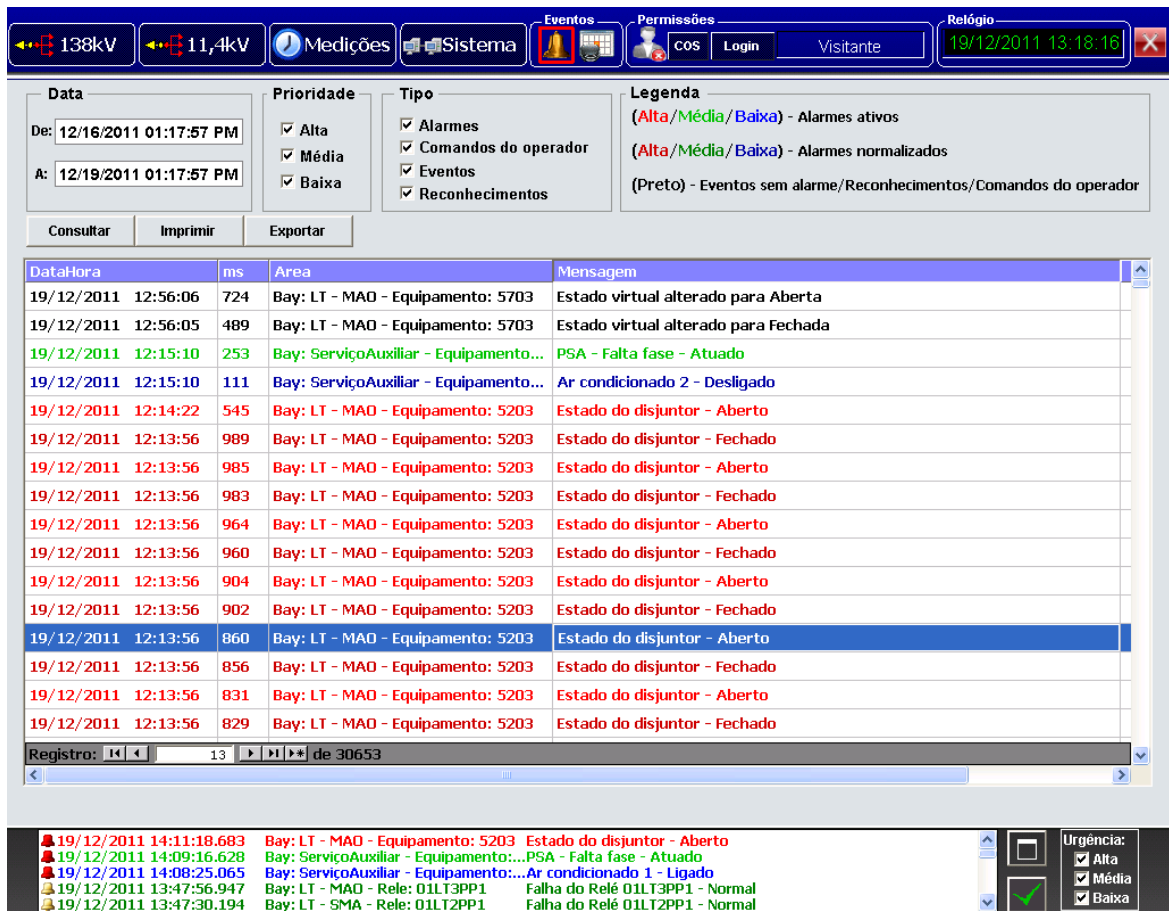 138kV 11,4kV Medições Sistema Eventos Permissões COS Login Visitante Relógio 19/12/2011 13:18:16
Data
De: 12/16/2011 01:17:57 PM
A: 12/19/2011 01:17:57 PM
Prioridade
Alta
Média
Baixa
Tipo
Alarmes
Comandos do operador
Eventos
Reconhecimentos
Legenda
(Alta/Média/Baixa) - Alarmes ativos
(Alta/Média/Baixa) - Alarmes normalizados
(Preto) - Eventos sem alarme/Reconhecimentos/Comandos do operador
Consultar Imprimir Exportar
DataHora ms Area Mensagem
19/12/2011 12:56:06 724 Bay: LT - MAO - Equipamento: 5703 Estado virtual alterado para Aberta
19/12/2011 12:56:05 489 Bay: LT - MAO - Equipamento: 5703 Estado virtual alterado para Fechada
19/12/2011 12:15:10 253 Bay: ServiçoAuxiliar - Equipamento... PSA - Falta fase - Atuado
19/12/2011 12:15:10 111 Bay: ServiçoAuxiliar - Equipamento... Ar condicionado 2 - Desligado
19/12/2011 12:14:22 545 Bay: LT - MAO - Equipamento: 5203 Estado do disjuntor - Aberto
19/12/2011 12:13:56 989 Bay: LT - MAO - Equipamento: 5203 Estado do disjuntor - Fechado
19/12/2011 12:13:56 985 Bay: LT - MAO - Equipamento: 5203 Estado do disjuntor - Aberto
19/12/2011 12:13:56 983 Bay: LT - MAO - Equipamento: 5203 Estado do disjuntor - Fechado
19/12/2011 12:13:56 964 Bay: LT - MAO - Equipamento: 5203 Estado do disjuntor - Aberto
19/12/2011 12:13:56 960 Bay: LT - MAO - Equipamento: 5203 Estado do disjuntor - Fechado
19/12/2011 12:13:56 904 Bay: LT - MAO - Equipamento: 5203 Estado do disjuntor - Aberto
19/12/2011 12:13:56 902 Bay: LT - MAO - Equipamento: 5203 Estado do disjuntor - Fechado
19/12/2011 12:13:56 860 Bay: LT - MAO - Equipamento: 5203 Estado do disjuntor - Aberto
19/12/2011 12:13:56 856 Bay: LT - MAO - Equipamento: 5203 Estado do disjuntor - Fechado
19/12/2011 12:13:56 831 Bay: LT - MAO - Equipamento: 5203 Estado do disjuntor - Aberto
19/12/2011 12:13:56 829 Bay: LT - MAO - Equipamento: 5203 Estado do disjuntor - Fechado
Registro: 13 de 30653
19/12/2011 14:11:18.683 Bay: LT - MAO - Equipamento: 5203 Estado do disjuntor - Aberto
19/12/2011 14:09:16.628 Bay: ServiçoAuxiliar - Equipamento:...PSA - Falta fase - Atuado
19/12/2011 14:08:25.065 Bay: ServiçoAuxiliar - Equipamento:...Ar condicionado 1 - Ligado
19/12/2011 13:47:56.947 Bay: LT - MAO - Rele: 01LT3PP1 Falha do Relé 01LT3PP1 - Normal
19/12/2011 13:47:30.194 Bay: LT - SMA - Rele: 01LT2PP1 Falha do Relé 01LT2PP1 - Normal
Urgência:
Alta
Média
Baixa